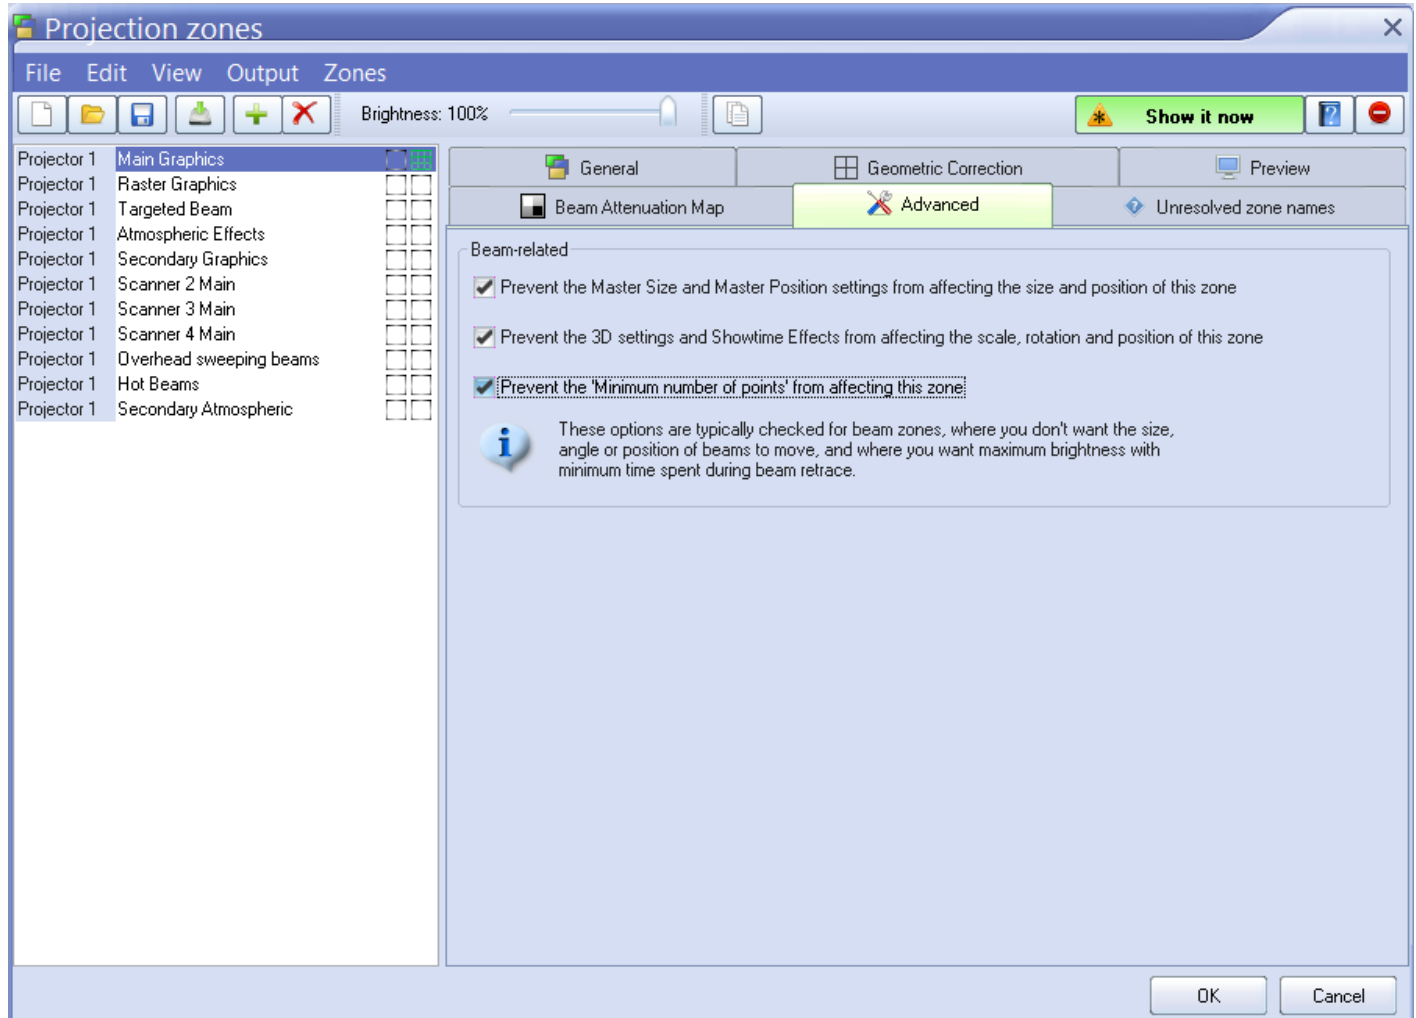 Projection zones
File Edit View Output Zones
Brightness: 100%
Show it now
Projector 1 Main Graphics
Projector 1 Raster Graphics
Projector 1 Targeted Beam
Projector 1 Atmospheric Effects
Projector 1 Secondary Graphics
Projector 1 Scanner 2 Main
Projector 1 Scanner 3 Main
Projector 1 Scanner 4 Main
Projector 1 Overhead sweeping beams
Projector 1 Hot Beams
Projector 1 Secondary Atmospheric
General Geometric Correction Preview
Beam Attenuation Map Advanced Unresolved zone names
Beam-related
Prevent the Master Size and Master Position settings from affecting the size and position of this zone
Prevent the 3D settings and Showtime Effects from affecting the scale, rotation and position of this zone
Prevent the 'Minimum number of points' from affecting this zone
These options are typically checked for beam zones, where you don't want the size,
angle or position of beams to move, and where you want maximum brightness with
minimum time spent during beam retrace.
OK Cancel